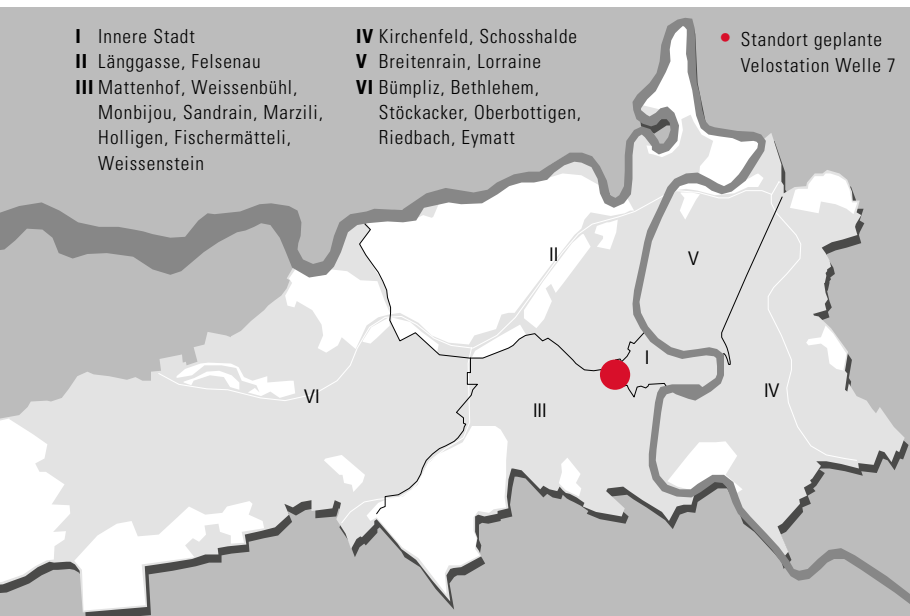 I Innere Stadt
II Länggasse, Felsenau
III Mattenhof, Weissenbühl,
Monbijou, Sandrain, Marzili,
Holligen, Fischermätteli,
Weissenstein
IV Kirchenfeld, Schosshalde
V Breitenrain, Lorraine
VI Bümpliz, Bethlehem,
Stöckacker, Oberbottigen,
Riedbach, Eymatt
Standort geplante
Velostation Welle 7
II
V
I
VI
III
IV